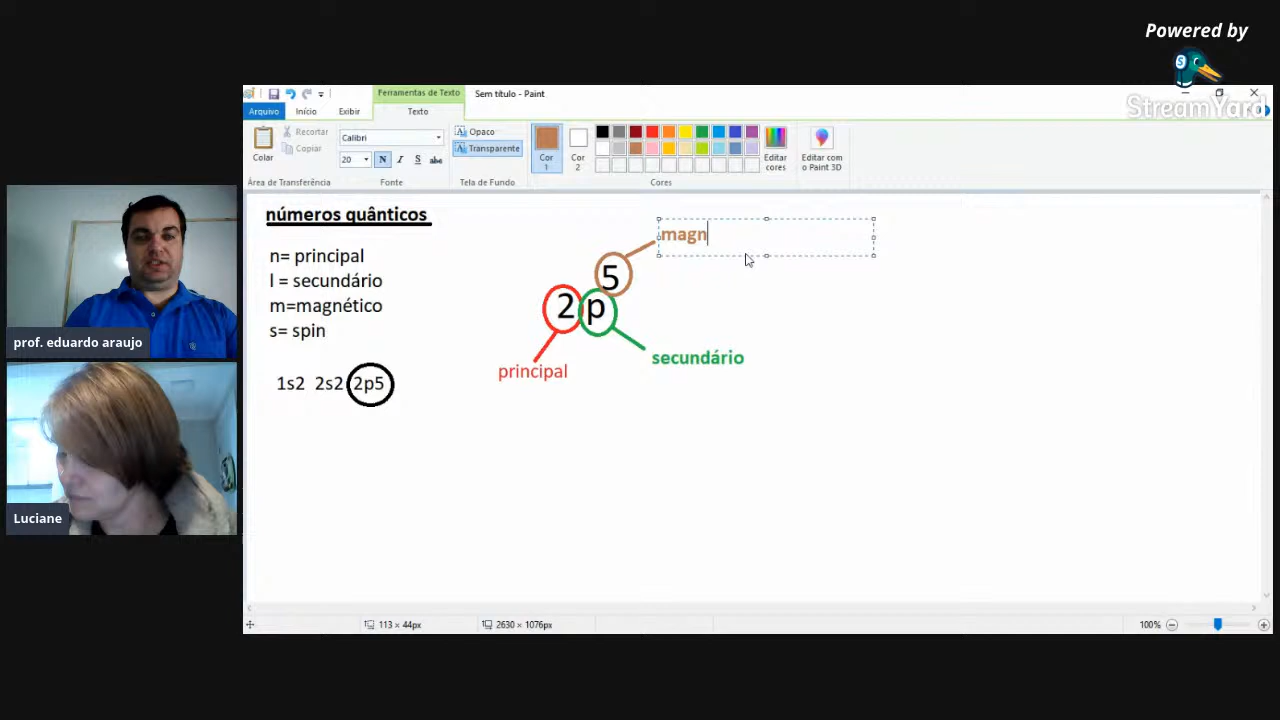 Powered by
StreamYard
Ferramentas de Texto
Sem título - Paint
Arquivo
Início
Exibir
Texto
Colar
Recortar
Copiar
Área de Transferência
Calibri
20
N
I
S
abc
Fonte
Opaco
Transparente
Tela de Fundo
Cor 1
Cor 2
Editar cores
Editar com o Paint 3D
Cores
números quânticos
n= principal
l = secundário
m=magnético
s= spin
1s2 2s2 2p5
magn
5
2 p
secundário
principal
prof. eduardo araujo
Luciane
113 × 44px
2630 × 1076px
100%